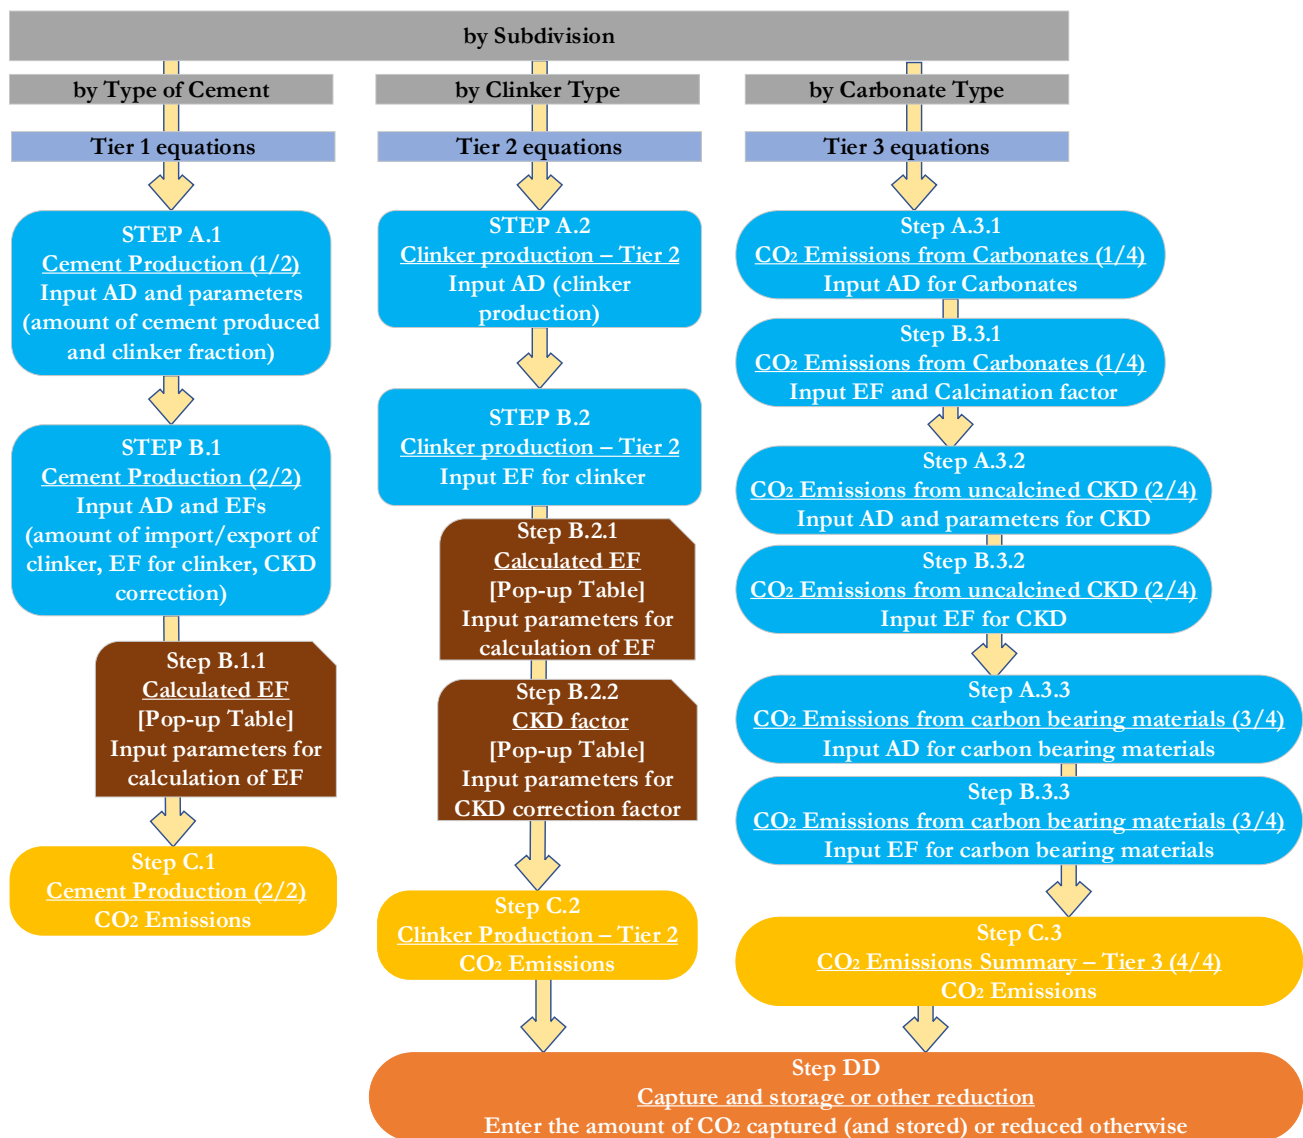 by Subdivision
by Type of Cement
by Clinker Type
by Carbonate Type
Tier 1 equations
Tier 2 equations
Tier 3 equations
STEP A.1
Cement Production (1/2)
Input AD and parameters
(amount of cement produced
and clinker fraction)
STEP B.1
Cement Production (2/2)
Input AD and EFs
(amount of import/export of
clinker, EF for clinker, CKD
correction)
Step B.1.1
Calculated EF
[Pop-up Table]
Input parameters for
calculation of EF
Step C.1
Cement Production (2/2)
CO2 Emissions
STEP A.2
Clinker production – Tier 2
Input AD (clinker
production)
STEP B.2
Clinker production – Tier 2
Input EF for clinker
Step B.2.1
Calculated EF
[Pop-up Table]
Input parameters for
calculation of EF
Step B.2.2
CKD factor
[Pop-up Table]
Input parameters for
CKD correction factor
Step C.2
Clinker Production – Tier 2
CO2 Emissions
Step A.3.1
CO2 Emissions from Carbonates (1/4)
Input AD for Carbonates
Step B.3.1
CO2 Emissions from Carbonates (1/4)
Input EF and Calcination factor
Step A.3.2
CO2 Emissions from uncalcined CKD (2/4)
Input AD and parameters for CKD
Step B.3.2
CO2 Emissions from uncalcined CKD (2/4)
Input EF for CKD
Step A.3.3
CO2 Emissions from carbon bearing materials (3/4)
Input AD for carbon bearing materials
Step B.3.3
CO2 Emissions from carbon bearing materials (3/4)
Input EF for carbon bearing materials
Step C.3
CO2 Emissions Summary – Tier 3 (4/4)
CO2 Emissions
Step DD
Capture and storage or other reduction
Enter the amount of CO2 captured (and stored) or reduced otherwise